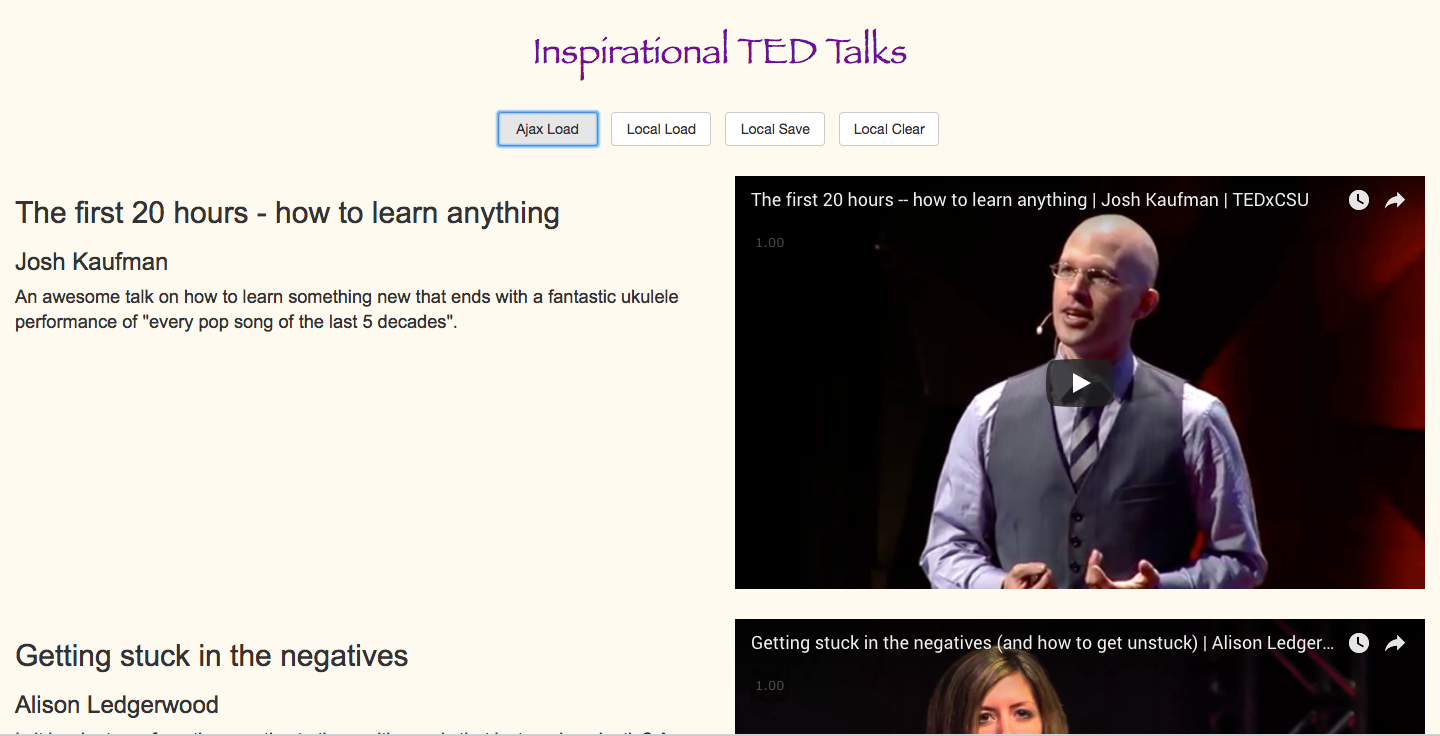 Inspirational TED Talks
Ajax Load
Local Load
Local Save
Local Clear
The first 20 hours - how to learn anything
Josh Kaufman
An awesome talk on how to learn something new that ends with a fantastic ukulele
performance of "every pop song of the last 5 decades".
The first 20 hours -- how to learn anything | Josh Kaufman | TEDxCSU
1.00
Getting stuck in the negatives
Alison Ledgerwood
Getting stuck in the negatives (and how to get unstuck) | Alison Ledger...
1.00